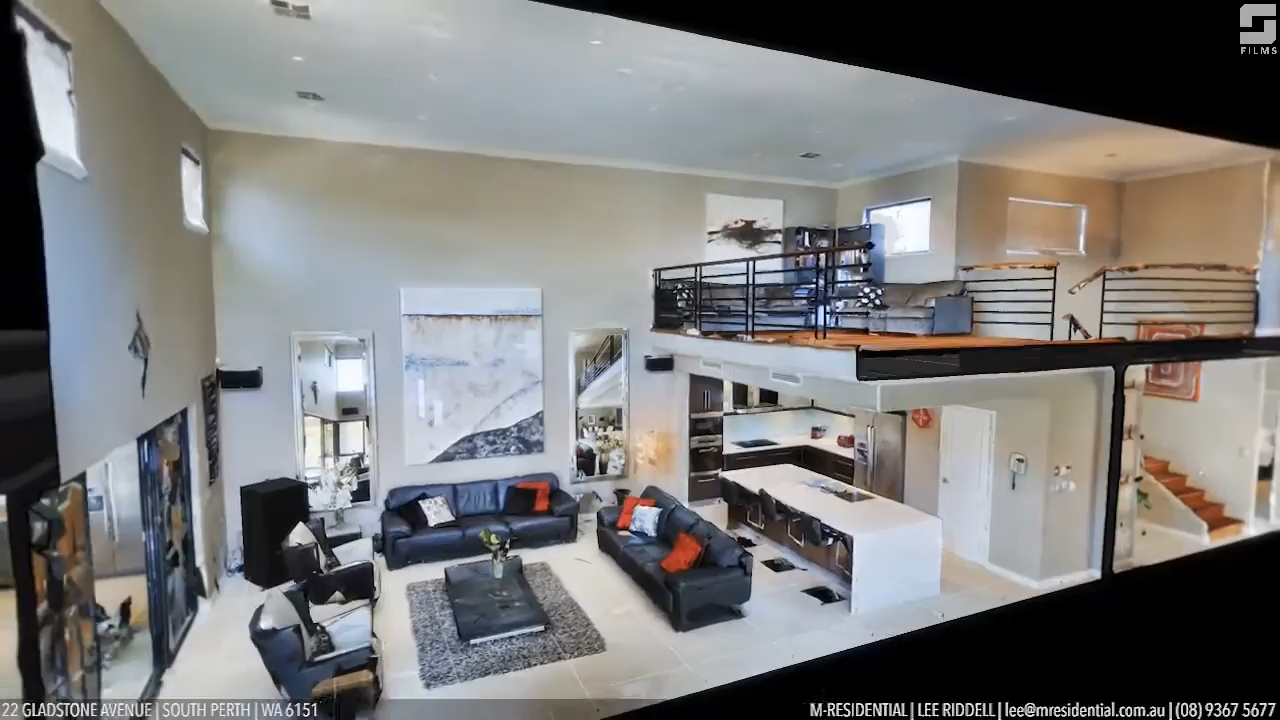 FILMS
22 GLADSTONE AVENUE | SOUTH PERTH | WA 6151
M-RESIDENTIAL | LEE RIDDELL | lee@mresidential.com.au | (08) 9367 5677